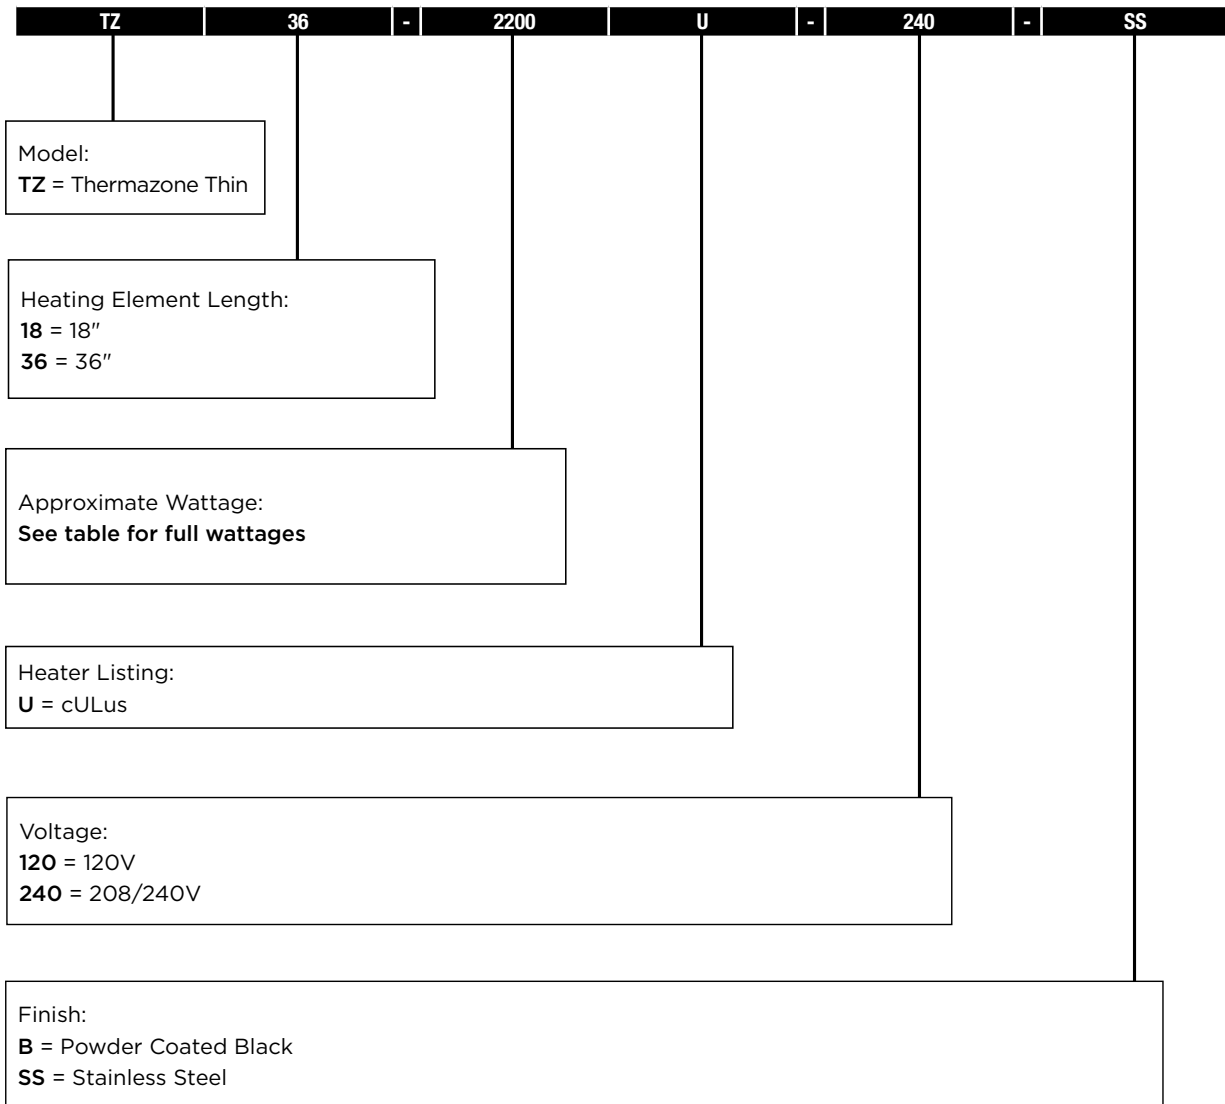 TZ 36 - 2200 U - 240 - SS
Model:
TZ = Thermazone Thin
Heating Element Length:
18 = 18"
36 = 36"
Approximate Wattage:
See table for full wattages
Heater Listing:
U = cULus
Voltage:
120 = 120V
240 = 208/240V
Finish:
B = Powder Coated Black
SS = Stainless Steel